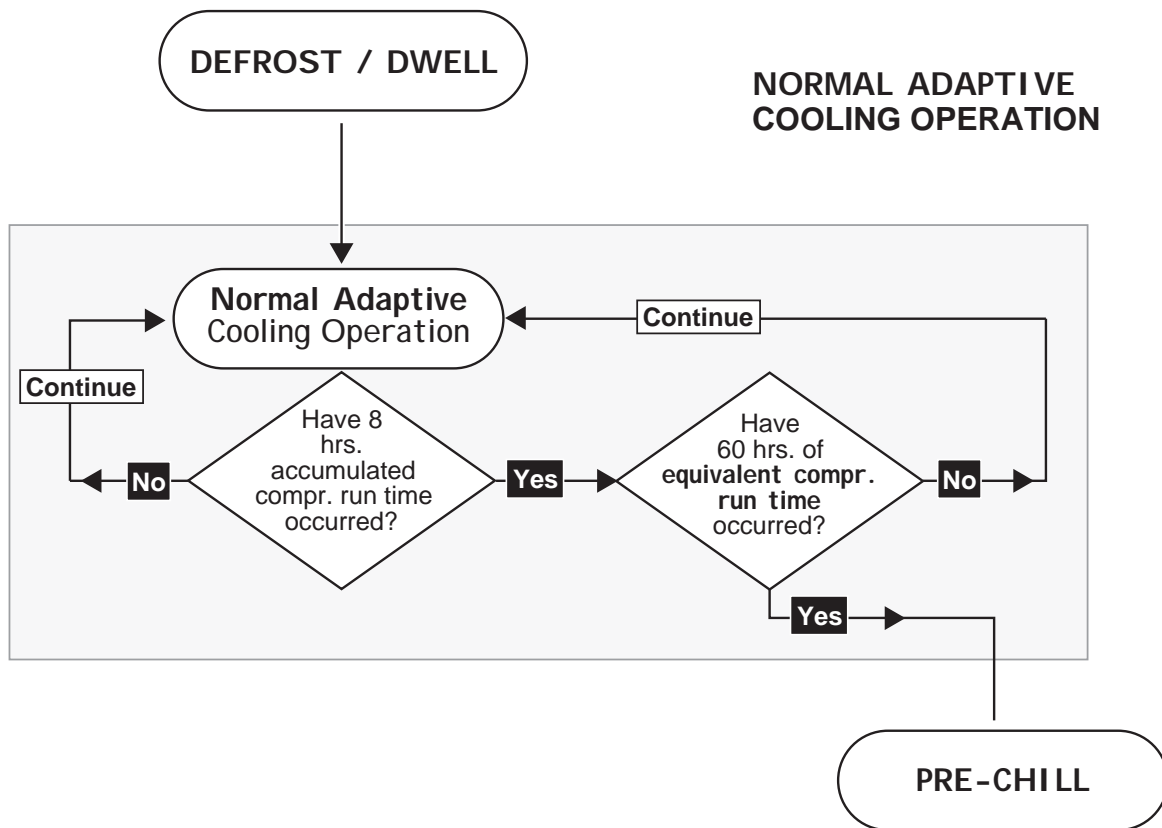 DEFROST / DWELL
NORMAL ADAPTIVE
COOLING OPERATION
Normal Adaptive
Cooling Operation
Continue
Continue
Have 8
hrs.
accumulated
compr. run time
occurred?
No
Yes
Have
60 hrs. of
equivalent compr.
run time
occurred?
No
Yes
PRE-CHILL